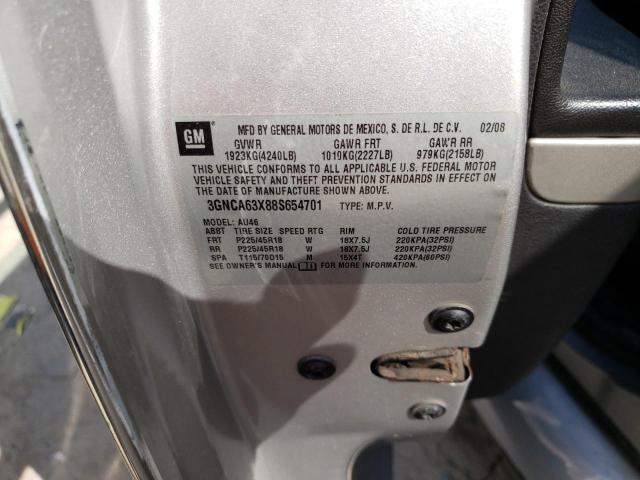 GM ® MFD BY GENERAL MOTORS DE MEXICO, S. DE R.L. DE C.V. 02/08
GVWR GAWR FRT GAWR RR
1923KG(4240LB) 1019KG(2227LB) 979KG(2158LB)
THIS VEHICLE CONFORMS TO ALL APPLICABLE U.S. FEDERAL MOTOR
VEHICLE SAFETY AND THEFT PREVENTION STANDARDS IN EFFECT ON
THE DATE OF MANUFACTURE SHOWN ABOVE.
3GNCA63X88S654701 TYPE: M.P.V.
MODEL: AU46
ABBT TIRE SIZE SPEED RTG RIM COLD TIRE PRESSURE
FRT P225/45R18 W 18X7.5J 220KPA(32PSI)
RR P225/45R18 W 18X7.5J 220KPA(32PSI)
SPA T115/70D15 M 15X4T 420KPA(60PSI)
SEE OWNER'S MANUAL FOR MORE INFORMATION.